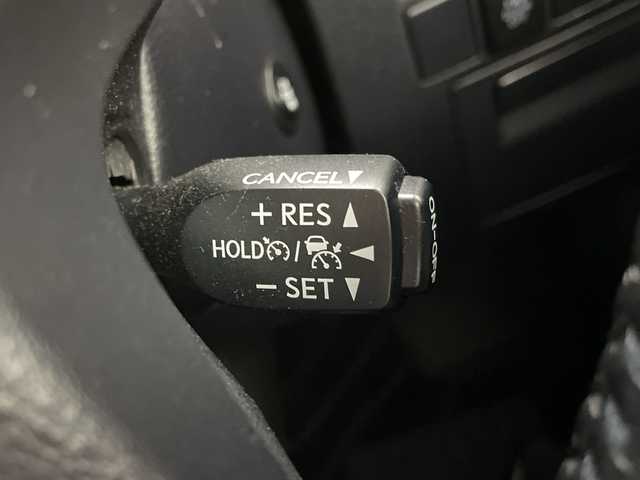 CANCEL▼
+ RES ▲
HOLD / ◀
− SET ▼
ON-OFF